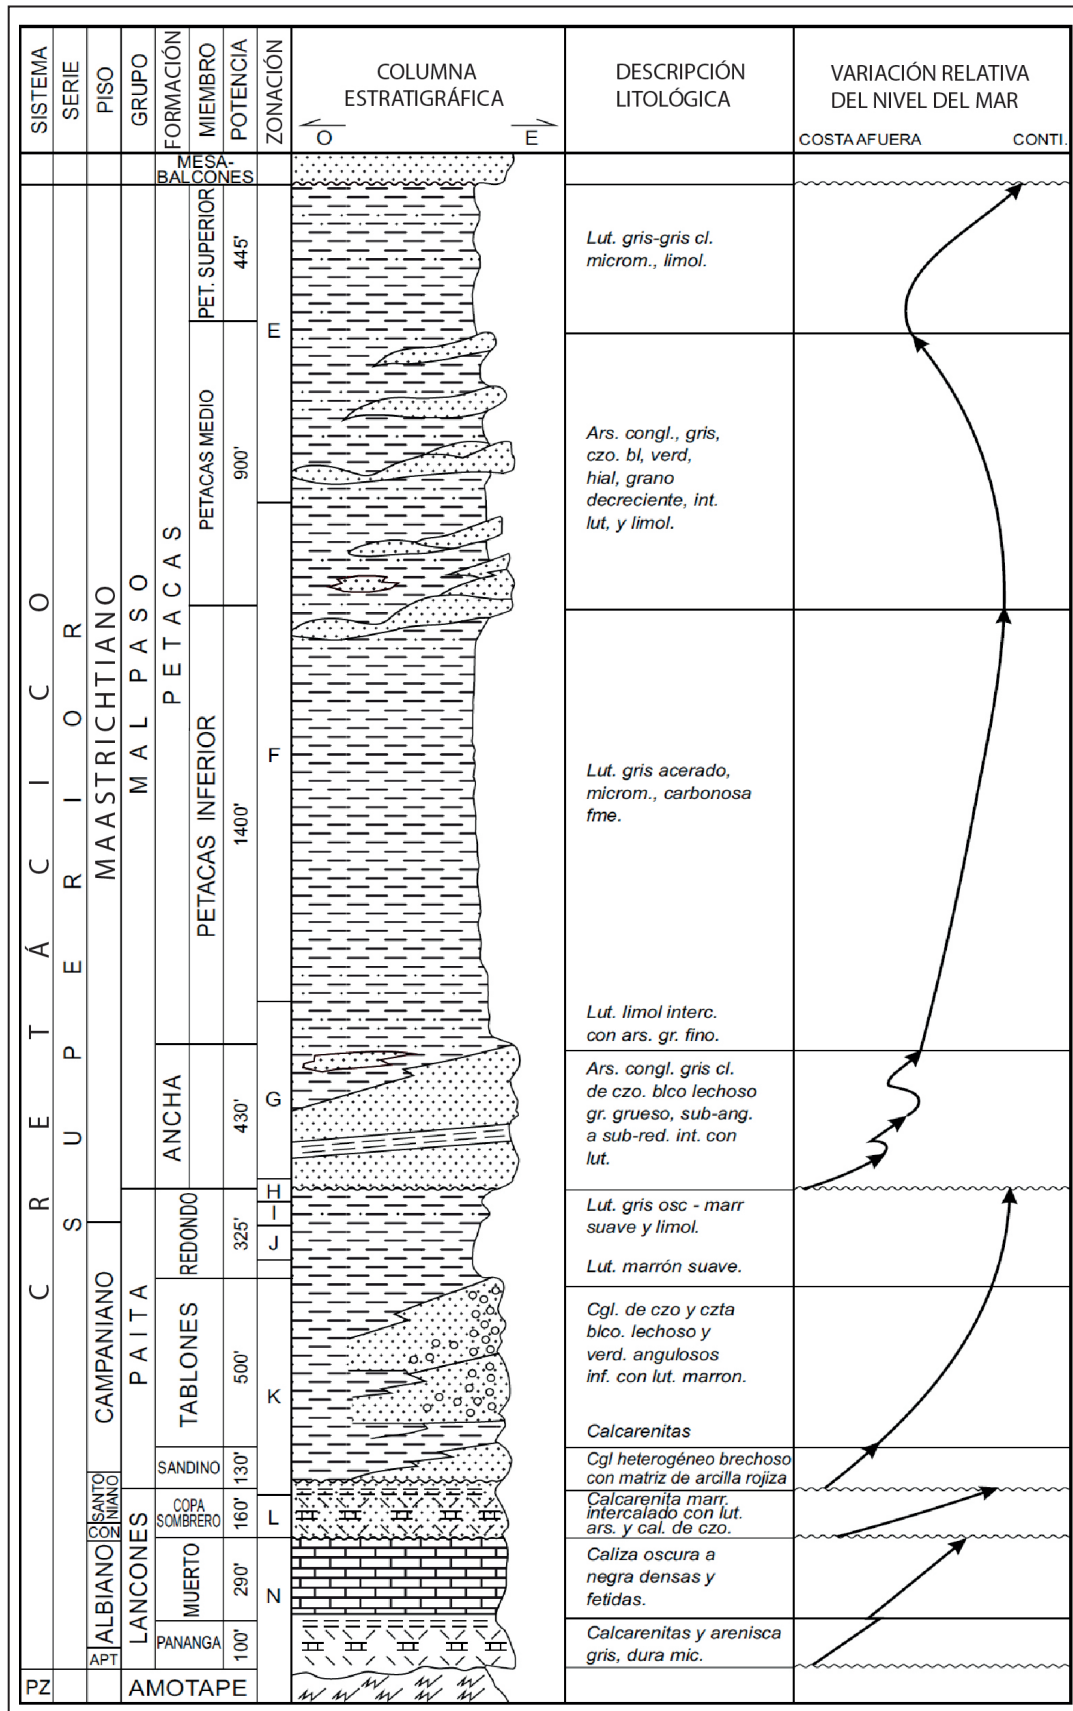 SISTEMA
SERIE
PISO
GRUPO
FORMACIÓN
MIEMBRO
POTENCIA
ZONACIÓN
COLUMNA
ESTRATIGRÁFICA
O
E
DESCRIPCIÓN
LITOLÓGICA
VARIACIÓN RELATIVA
DEL NIVEL DEL MAR
COSTA AFUERA
CONTI.
MESA-
BALCONES
CRETÁCICO
SUPERIOR
MAASTRICHTIANO
MAL PASO
PETACAS
PET. SUPERIOR
445'
E
Lut. gris-gris cl.
microm., limol.
PETACAS MEDIO
900'
Ars. congl., gris,
czo. bl, verd,
hial, grano
decreciente, int.
lut, y limol.
PETACAS INFERIOR
1400'
F
Lut. gris acerado,
microm., carbonosa
fme.
Lut. limol interc.
con ars. gr. fino.
ANCHA
430'
G
Ars. congl. gris cl.
de czo. blco lechoso
gr. grueso, sub-ang.
a sub-red. int. con
lut.
H
CAMPANIANO
PAITA
REDONDO
325'
I
J
Lut. gris osc - marr
suave y limol.
Lut. marrón suave.
TABLONES
500'
K
Cgl. de czo y czta
blco. lechoso y
verd. angulosos
inf. con lut. marron.
Calcarenitas
SANDINO
130'
Cgl heterogéneo brechoso
con matriz de arcilla rojiza
SANTO
NIANO
CON
LANCONES
COPA
SOMBRERO
160'
L
Calcarenita marr.
intercalado con lut.
ars. y cal. de czo.
ALBIANO
MUERTO
290'
N
Caliza oscura a
negra densas y
fetidas.
APT
PANANGA
100'
Calcarenitas y arenisca
gris, dura mic.
PZ
AMOTAPE